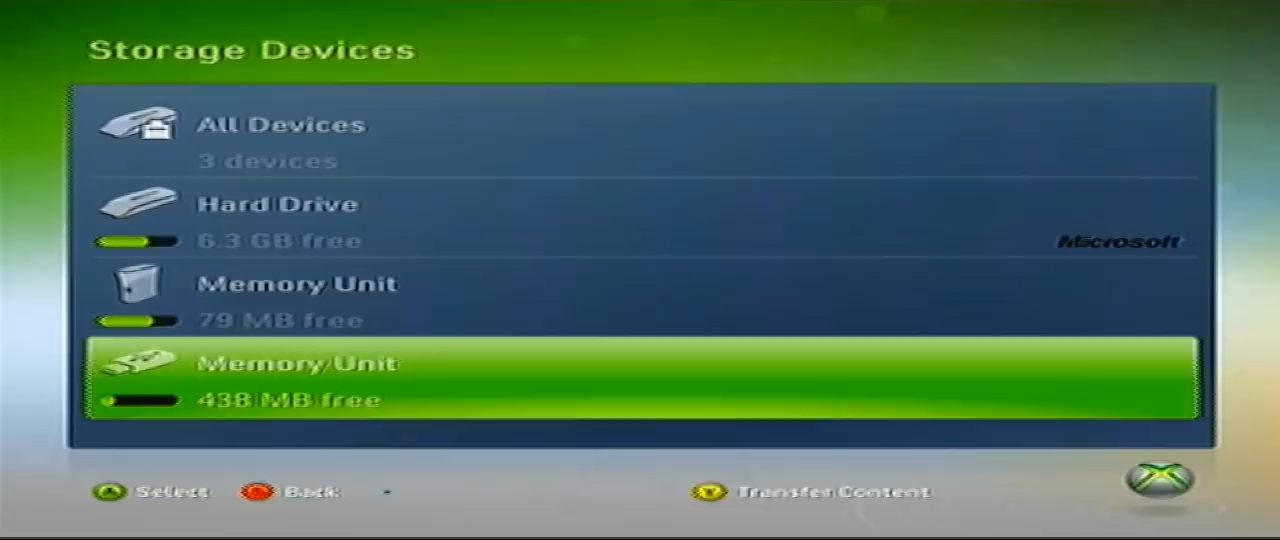 Storage Devices
All Devices
3 devices
Hard Drive
6.3 GB free
Microsoft
Memory Unit
79 MB free
Memory Unit
438 MB free
A Select B Back Y Transfer Content